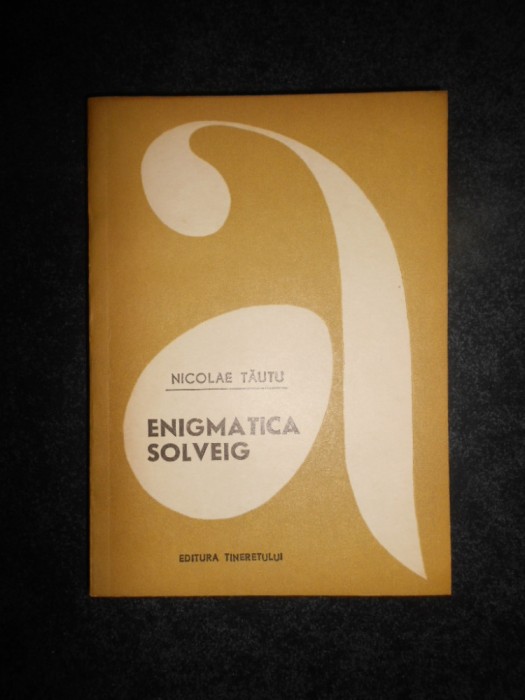 a
NICOLAE TĂUTU
ENIGMATICA
SOLVEIG
EDITURA TINERETULUI